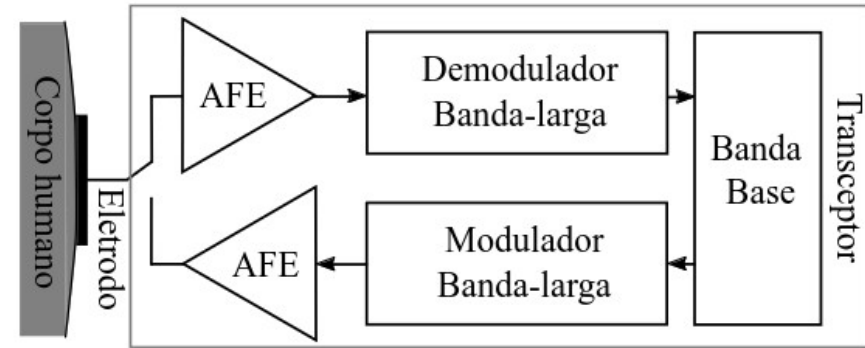 Corpo humano
Eletrodo
AFE
Demodulador
Banda-larga
AFE
Modulador
Banda-larga
Banda
Base
Transceptor